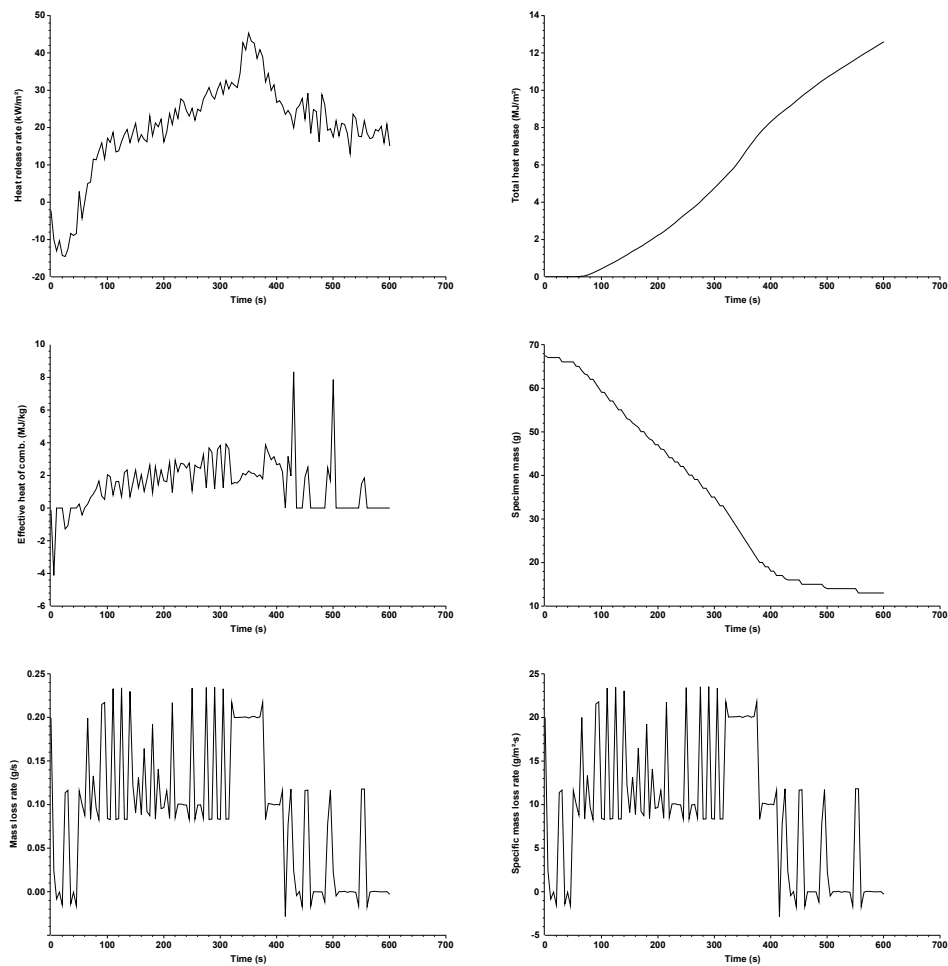 Heat release rate (kW/m²)
50
40
30
20
10
0
-10
-20
0 100 200 300 400 500 600 700
Time (s)
Total heat release (MJ/m²)
14
12
10
8
6
4
2
0
0 100 200 300 400 500 600 700
Time (s)
Effective heat of comb. (MJ/kg)
10
8
6
4
2
0
-2
-4
-6
0 100 200 300 400 500 600 700
Time (s)
Specimen mass (g)
70
60
50
40
30
20
10
0 100 200 300 400 500 600 700
Time (s)
Mass loss rate (g/s)
0.25
0.20
0.15
0.10
0.05
0.00
0 100 200 300 400 500 600 700
Time (s)
Specific mass loss rate (g/m²·s)
25
20
15
10
5
0
-5
0 100 200 300 400 500 600 700
Time (s)